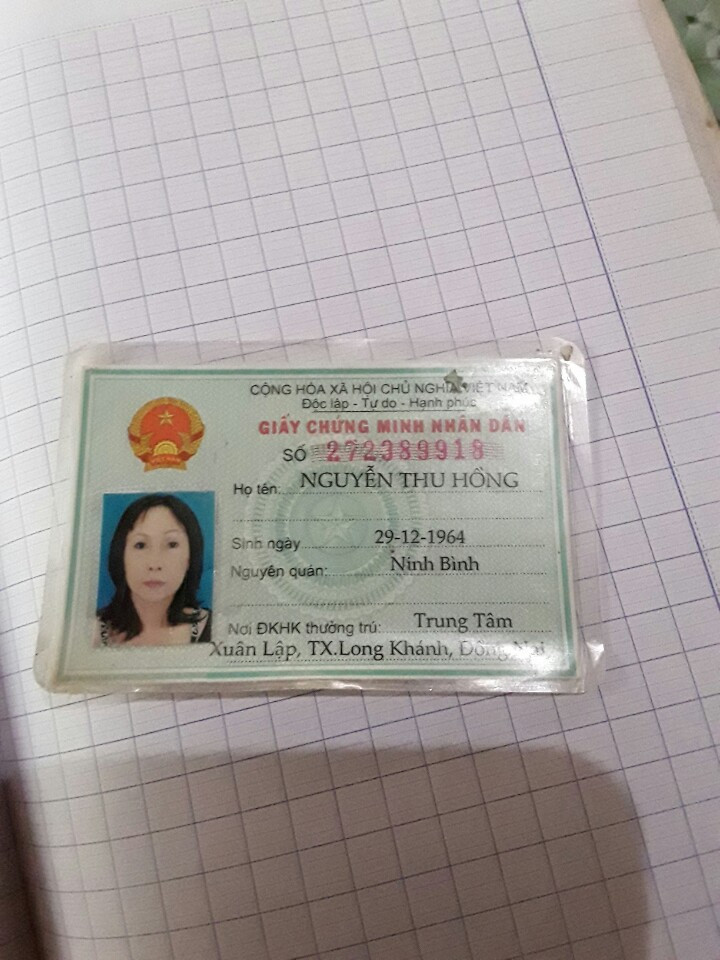 CỘNG HÒA XÃ HỘI CHỦ NGHĨA VIỆT NAM
Độc lập - Tự do - Hạnh phúc
GIẤY CHỨNG MINH NHÂN DÂN
SỐ 272389918
Họ tên: NGUYỄN THU HỒNG
Sinh ngày 29-12-1964
Nguyên quán: Ninh Bình
Nơi ĐKHK thường trú: Trung Tâm
Xuân Lập, TX.Long Khánh, Đồng Nai
VIỆT NAM